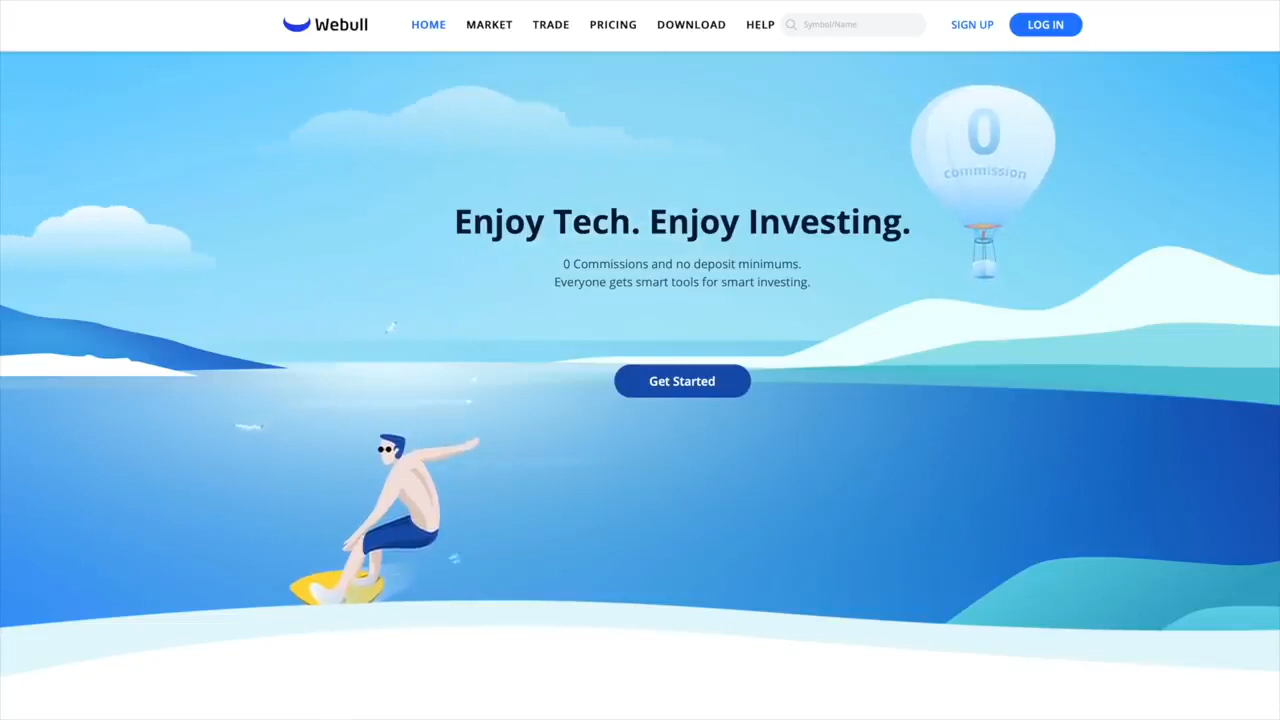 Webull HOME MARKET TRADE PRICING DOWNLOAD HELP Symbol/Name SIGN UP LOG IN
0
commission
Enjoy Tech. Enjoy Investing.
0 Commissions and no deposit minimums.
Everyone gets smart tools for smart investing.
Get Started